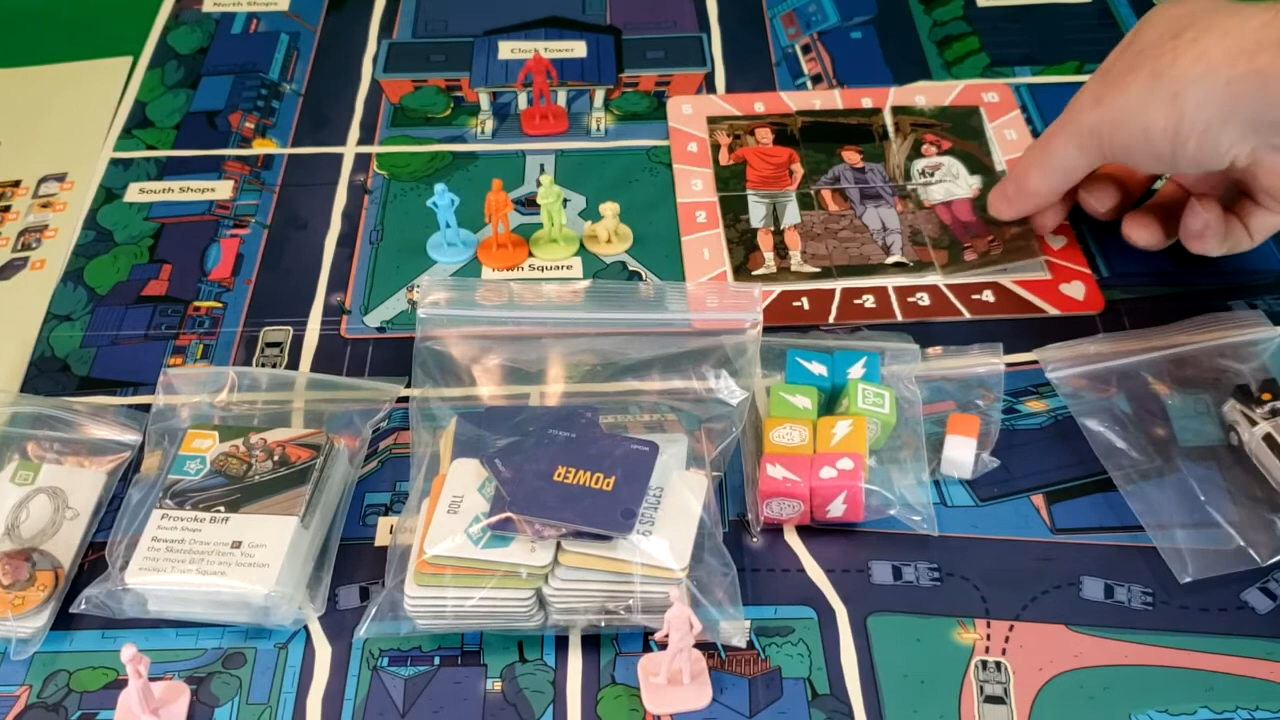 North Shops
Clock Tower
South Shops
Town Square
5 6 7 8 9 10
4 11
3
2
1
-1 -2 -3 -4
POWER
ROLL
SPACES
Provoke Biff
South Shops
Reward: Draw one P. Gain
the Skateboard item. You
may move Biff to any location
except Town Square.